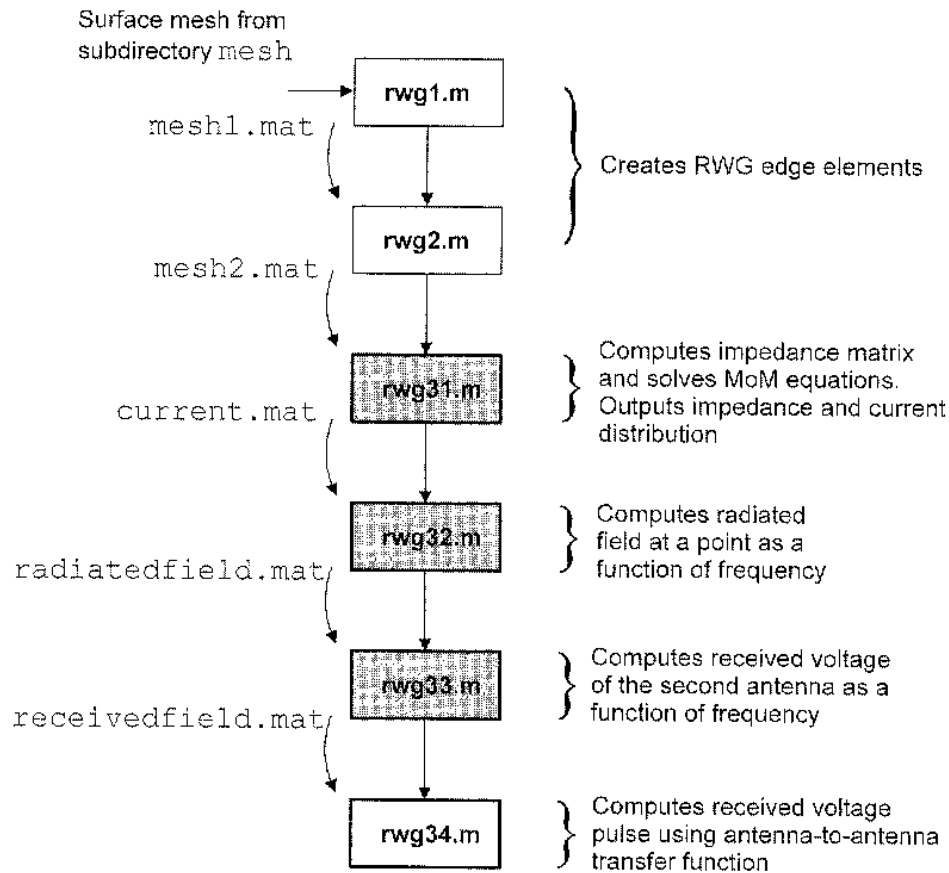 Surface mesh from
subdirectory mesh
rwg1.m
mesh1.mat
Creates RWG edge elements
rwg2.m
mesh2.mat
rwg31.m
Computes impedance matrix
and solves MoM equations.
Outputs impedance and current
distribution
current.mat
rwg32.m
Computes radiated
field at a point as a
function of frequency
radiatedfield.mat
rwg33.m
Computes received voltage
of the second antenna as a
function of frequency
receivedfield.mat
rwg34.m
Computes received voltage
pulse using antenna-to-antenna
transfer function